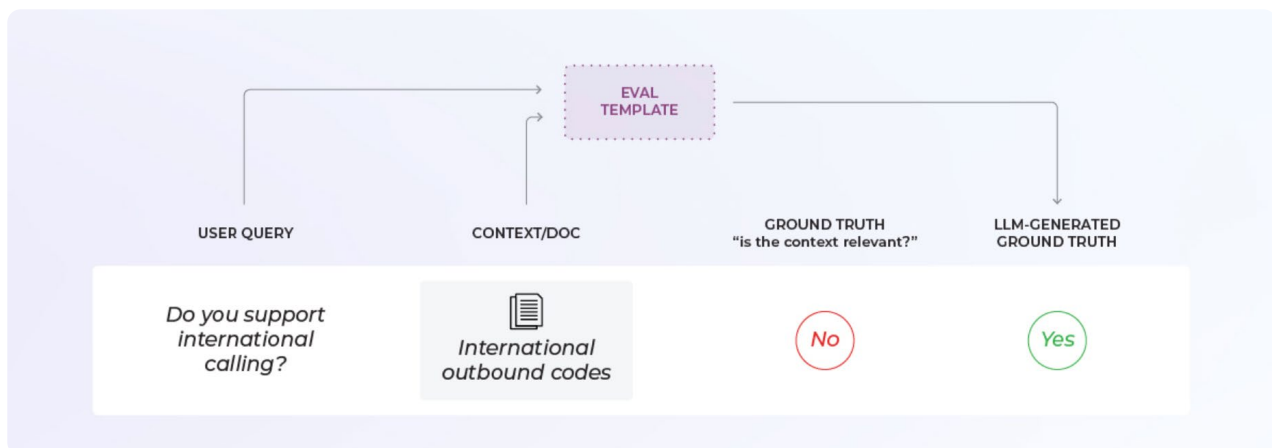 EVAL
TEMPLATE
USER QUERY
CONTEXT/DOC
GROUND TRUTH
“is the context relevant?”
LLM-GENERATED
GROUND TRUTH
Do you support
international
calling?
International
outbound codes
No
Yes